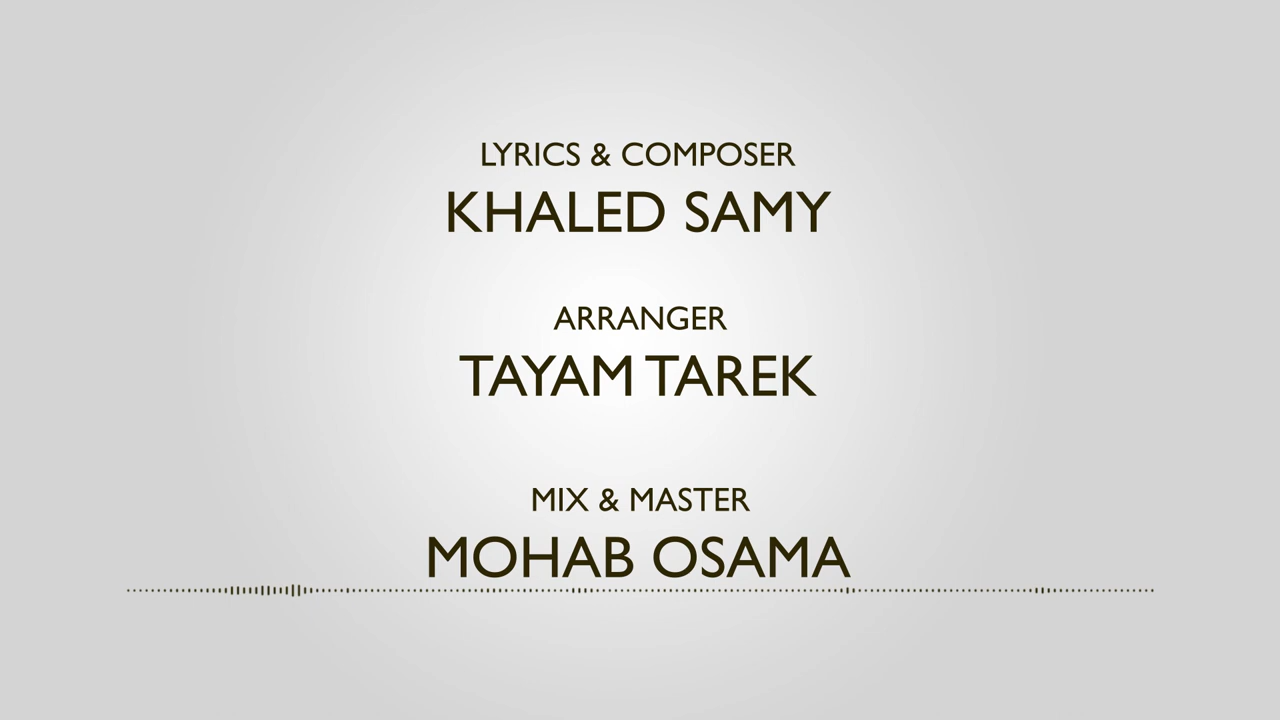 LYRICS & COMPOSER
KHALED SAMY
ARRANGER
TAYAM TAREK
MIX & MASTER
MOHAB OSAMA